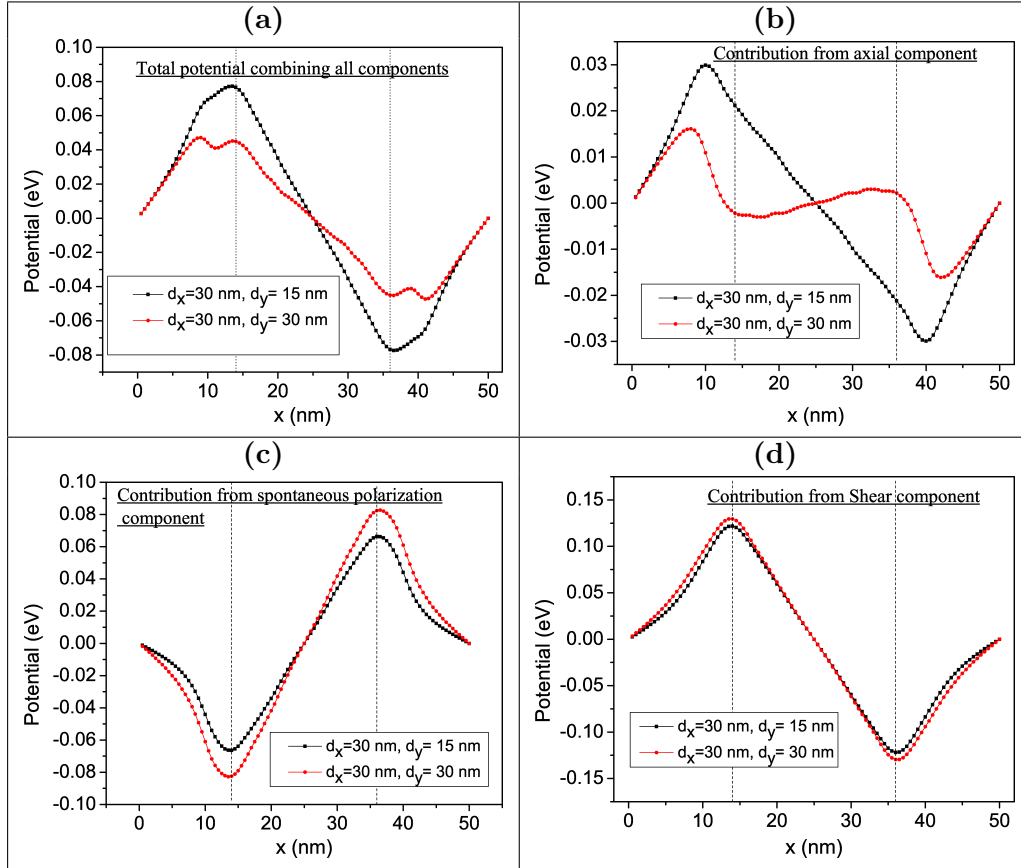 (a)
Total potential combining all components
0.10
0.08
0.06
0.04
0.02
0.00
-0.02
-0.04
-0.06
-0.08
Potential (eV)
dx=30 nm, dy= 15 nm
dx=30 nm, dy= 30 nm
0 10 20 30 40 50
x (nm)
(b)
Contribution from axial component
0.03
0.02
0.01
0.00
-0.01
-0.02
-0.03
Potential (eV)
dx=30 nm, dy= 15 nm
dx=30 nm, dy= 30 nm
0 10 20 30 40 50
x (nm)
(c)
Contribution from spontaneous polarization
component
0.10
0.08
0.06
0.04
0.02
0.00
-0.02
-0.04
-0.06
-0.08
-0.10
Potential (eV)
dx=30 nm, dy= 15 nm
dx=30 nm, dy= 30 nm
0 10 20 30 40 50
x (nm)
(d)
Contribution from Shear component
0.15
0.10
0.05
0.00
-0.05
-0.10
-0.15
Potential (eV)
dx=30 nm, dy= 15 nm
dx=30 nm, dy= 30 nm
0 10 20 30 40 50
x (nm)